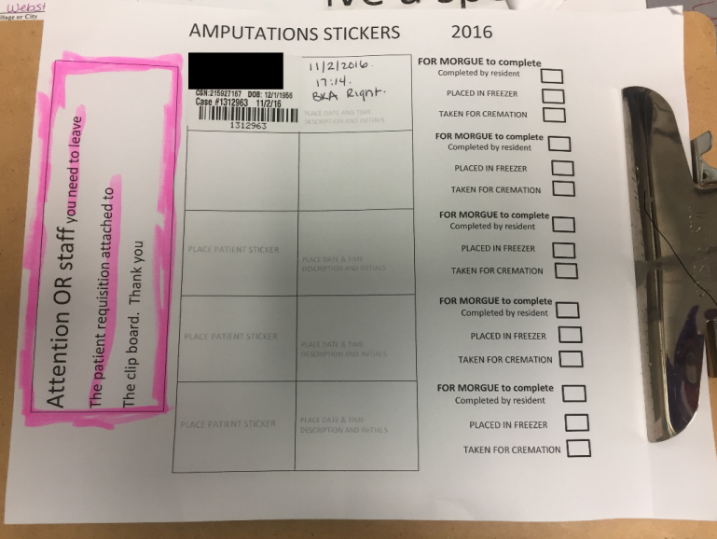 Webst
llage or City
AMPUTATIONS STICKERS 2016
Attention OR staff you need to leave
The patient requisition attached to
The clip board. Thank you
CSN:215927167 DOB: 12/1/1956
Case #1312963 11/2/16
1312963
11/2/2016.
17:14.
BKA Right.
PLACE DATE AND TIME
DESCRIPTION AND INITIALS
FOR MORGUE to complete
Completed by resident
PLACED IN FREEZER
TAKEN FOR CREMATION
FOR MORGUE to complete
Completed by resident
PLACED IN FREEZER
TAKEN FOR CREMATION
PLACE PATIENT STICKER
PLACE DATE & TIME
DESCRIPTION AND INITIALS
FOR MORGUE to complete
Completed by resident
PLACED IN FREEZER
TAKEN FOR CREMATION
PLACE PATIENT STICKER
PLACE DATE & TIME
DESCRIPTION AND INITIALS
FOR MORGUE to complete
Completed by resident
PLACED IN FREEZER
TAKEN FOR CREMATION
PLACE PATIENT STICKER
PLACE DATE & TIME
DESCRIPTION AND INITIALS
FOR MORGUE to complete
Completed by resident
PLACED IN FREEZER
TAKEN FOR CREMATION